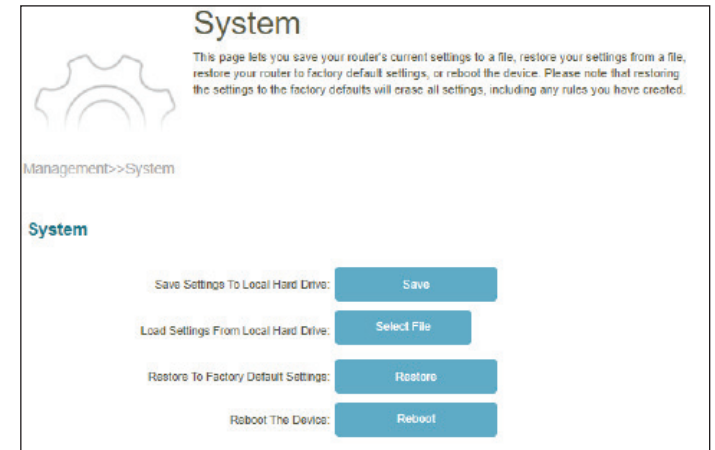 System
This page lets you save your router's current settings to a file, restore your settings from a file,
restore your router to factory default settings, or reboot the device. Please note that restoring
the settings to the factory defaults will erase all settings, including any rules you have created.
Management>>System
System
Save Settings To Local Hard Drive: Save
Load Settings From Local Hard Drive: Select File
Restore To Factory Default Settings: Restore
Reboot The Device: Reboot